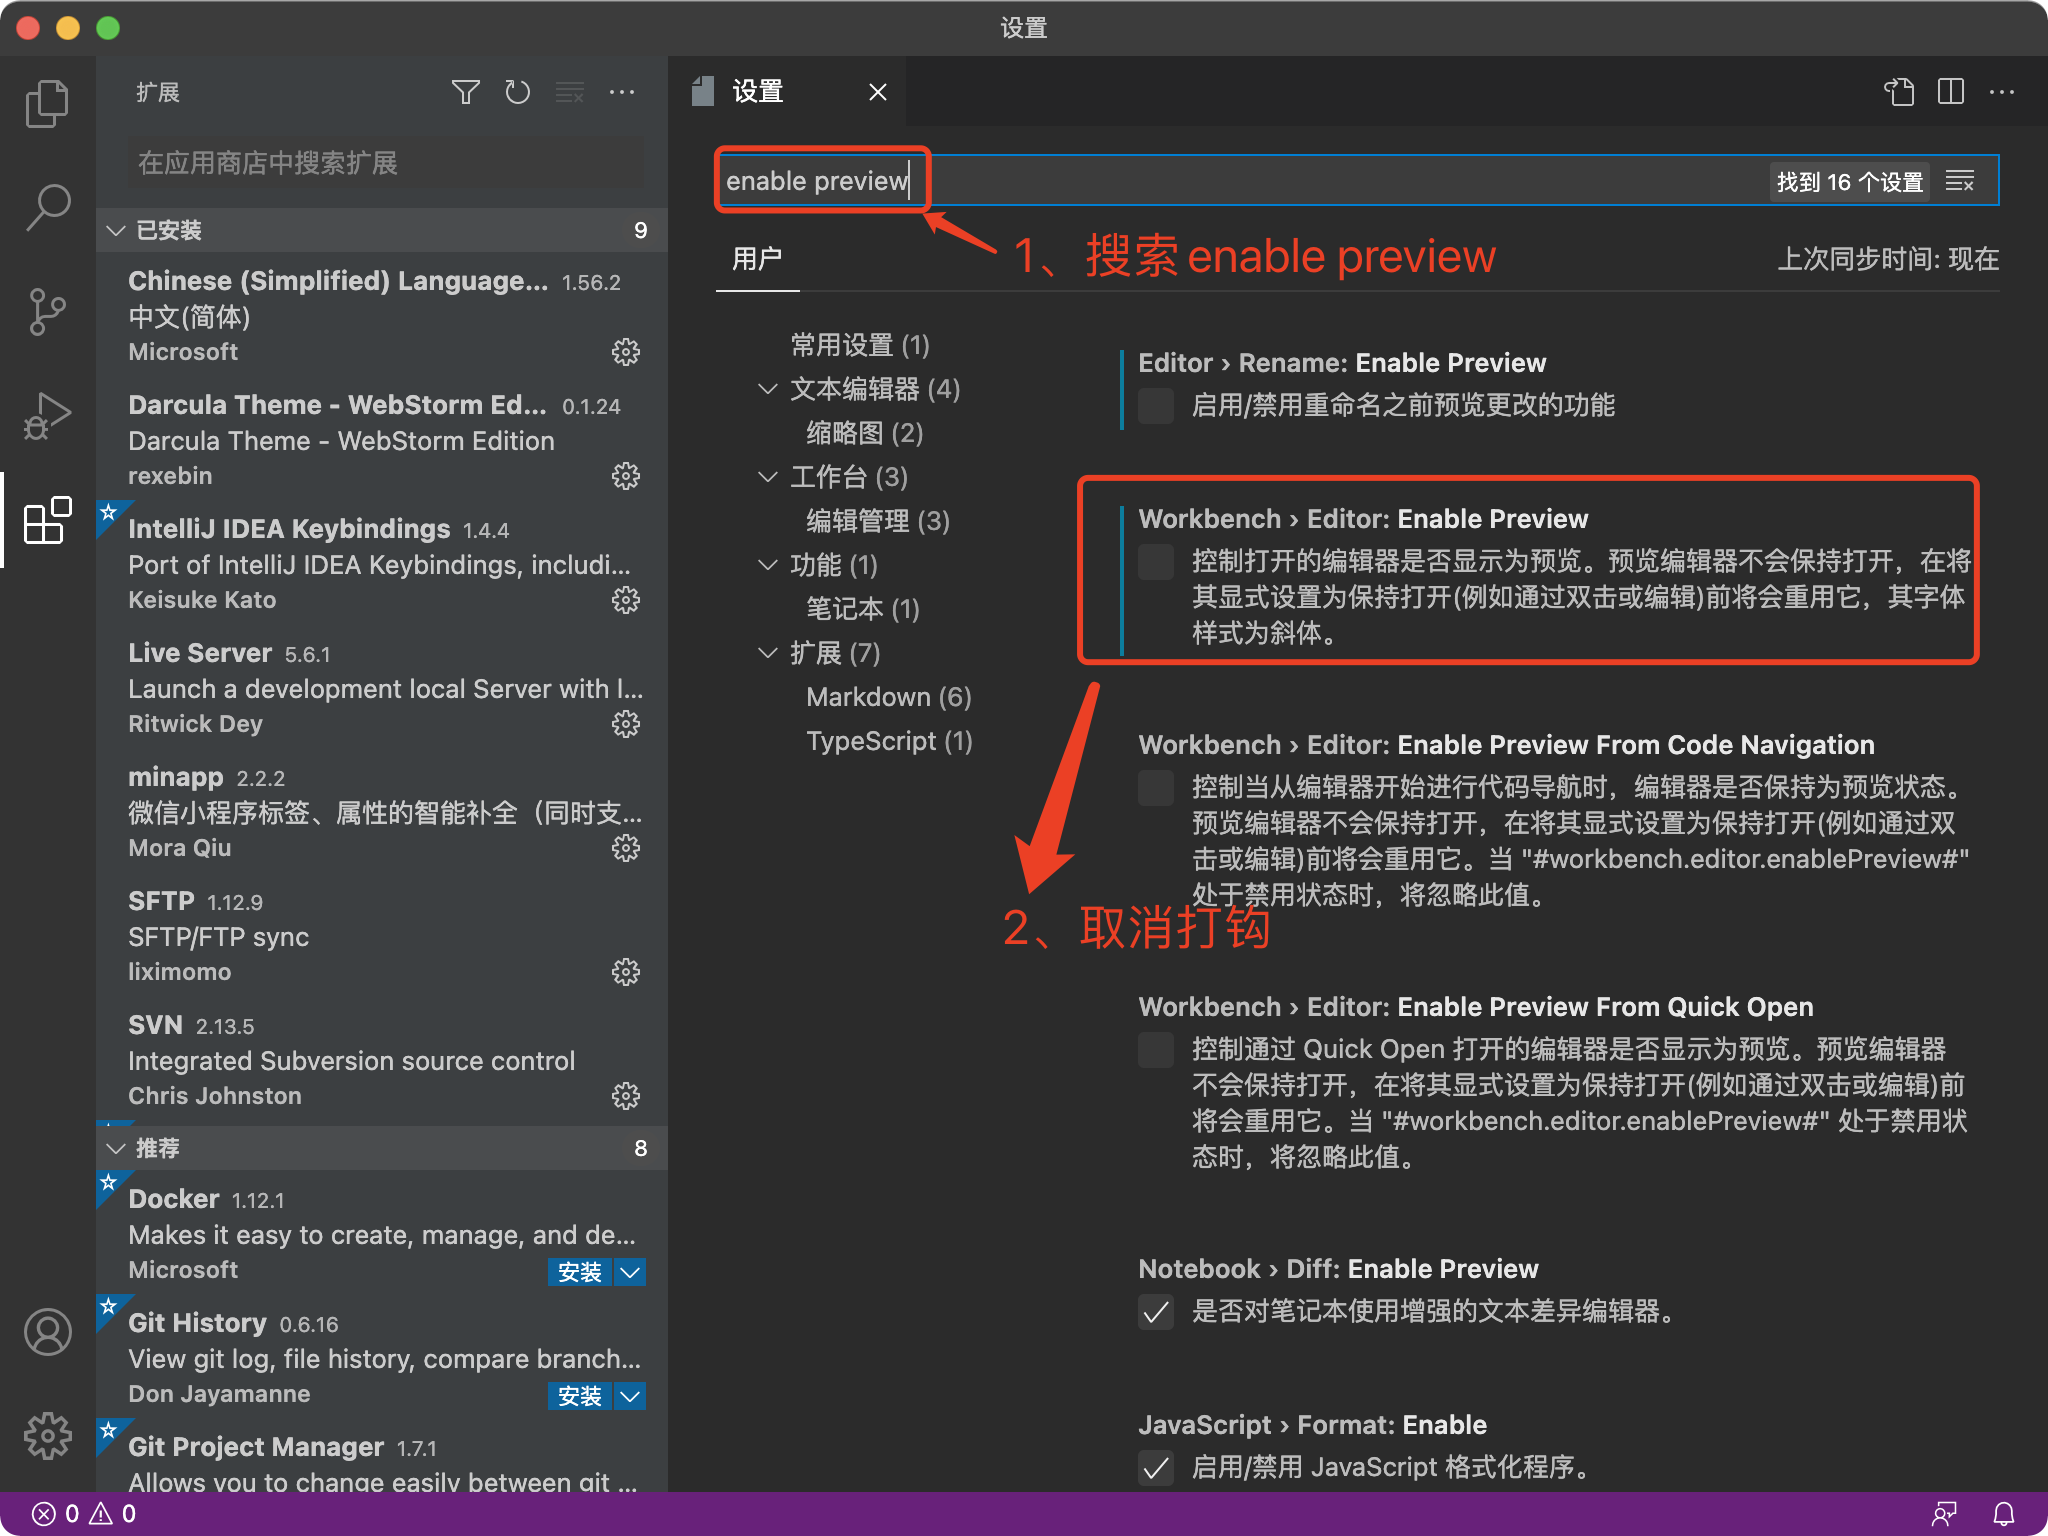 设置
扩展
在应用商店中搜索扩展
已安装 9
Chinese (Simplified) Language... 1.56.2
中文(简体)
Microsoft
Darcula Theme - WebStorm Ed... 0.1.24
Darcula Theme - WebStorm Edition
rexebin
IntelliJ IDEA Keybindings 1.4.4
Port of IntelliJ IDEA Keybindings, includi...
Keisuke Kato
Live Server 5.6.1
Launch a development local Server with l...
Ritwick Dey
minapp 2.2.2
微信小程序标签、属性的智能补全（同时支...
Mora Qiu
SFTP 1.12.9
SFTP/FTP sync
liximomo
SVN 2.13.5
Integrated Subversion source control
Chris Johnston
推荐 8
Docker 1.12.1
Makes it easy to create, manage, and de...
Microsoft 安装
Git History 0.6.16
View git log, file history, compare branch...
Don Jayamanne 安装
Git Project Manager 1.7.1
Allows you to change easily between git ...
设置
enable preview 找到 16 个设置
1、搜索 enable preview
用户 上次同步时间: 现在
常用设置 (1)
文本编辑器 (4)
缩略图 (2)
工作台 (3)
编辑管理 (3)
功能 (1)
笔记本 (1)
扩展 (7)
Markdown (6)
TypeScript (1)
Editor › Rename: Enable Preview
启用/禁用重命名之前预览更改的功能
Workbench › Editor: Enable Preview
控制打开的编辑器是否显示为预览。预览编辑器不会保持打开，在将
其显式设置为保持打开(例如通过双击或编辑)前将会重用它，其字体
样式为斜体。
Workbench › Editor: Enable Preview From Code Navigation
控制当从编辑器开始进行代码导航时，编辑器是否保持为预览状态。
预览编辑器不会保持打开，在将其显式设置为保持打开(例如通过双
击或编辑)前将会重用它。当 "#workbench.editor.enablePreview#"
处于禁用状态时，将忽略此值。
2、取消打钩
Workbench › Editor: Enable Preview From Quick Open
控制通过 Quick Open 打开的编辑器是否显示为预览。预览编辑器
不会保持打开，在将其显式设置为保持打开(例如通过双击或编辑)前
将会重用它。当 "#workbench.editor.enablePreview#" 处于禁用状
态时，将忽略此值。
Notebook › Diff: Enable Preview
是否对笔记本使用增强的文本差异编辑器。
JavaScript › Format: Enable
启用/禁用 JavaScript 格式化程序。
0 0